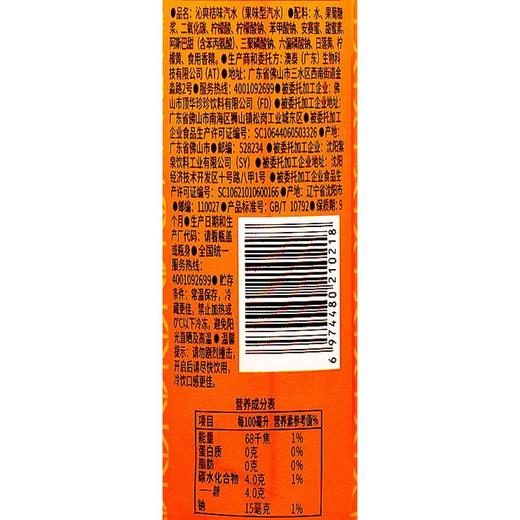 ●品名：沁爽桔味汽水（果味型汽水）●配料：水、果葡糖
浆、二氧化碳、柠檬酸、柠檬酸钠、苯甲酸钠、安赛蜜、甜蜜素、
阿斯巴甜（含苯丙氨酸）、三聚磷酸钠、六偏磷酸钠、日落黄、柠
檬黄、食用香精。●生产商和委托方：澳泰（广东）生物科
技有限公司(AT)●地址：广东省佛山市三水区西南街道金
淼路2号●服务热线：4001092699●被委托加工企业：佛
山市顶华珍珍饮料有限公司(FD)●被委托加工企业地址：
广东省佛山市南海区狮山镇松岗工业城东区●被委托加工
企业食品生产许可证编号：SC10644060503326●产地：
广东省佛山市●邮编：528234●被委托加工企业：沈阳紫
泉饮料工业有限公司(SY)●被委托加工企业地址：沈阳
经济技术开发区十号路八甲1号●被委托加工企业食品生
产许可证编号：SC10621010600166●产地：辽宁省沈阳市
●邮编：110027●产品标准号：GB/T 10792●保质期：9
个月●生产日期和生
产厂代码：请看瓶盖
或瓶身●全国统一
服务热线：
4001092699●贮存
条件：常温保存，冷
藏更佳，禁止加热或
0℃以下冷冻，避免阳
光直晒及高温●温馨
提示：请勿剧烈撞击，
开启后请尽快饮用，
冷饮口感更佳。
6 974480 210218
营养成分表
项目 每100毫升 营养素参考值%
能量 68千焦 1%
蛋白质 0克 0%
脂肪 0克 0%
碳水化合物 4.0克 1%
——糖 4.0克
钠 15毫克 1%